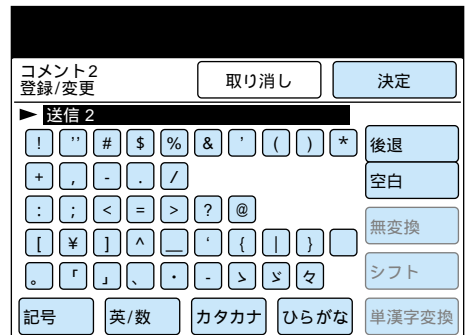 コメント2
登録/変更
取り消し
決定
► 送信 2
! '' # $ % & ' ( ) *
後退
+ , - . /
空白
: ; < = > ? @
無変換
[ ¥ ] ^ _ ‘ { | }
シフト
。 「 」 、 ・ - ゝ ゞ 々
記号
英/数
カタカナ
ひらがな
単漢字変換